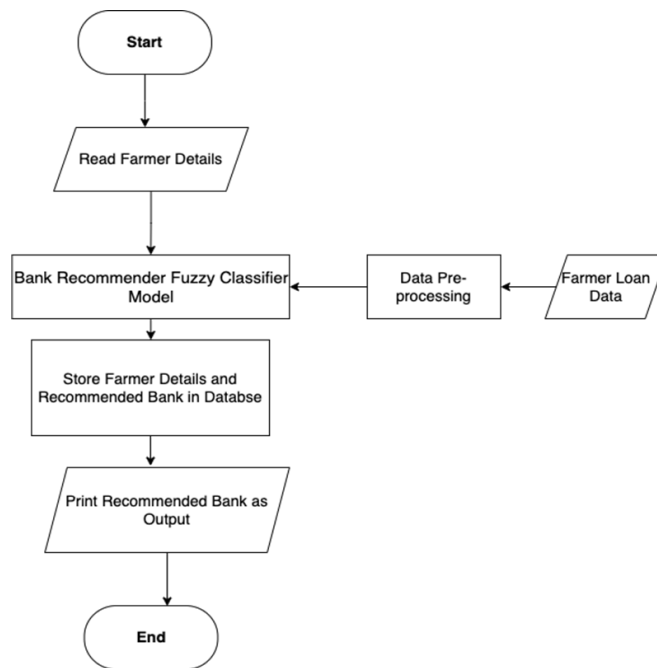 Start
Read Farmer Details
Bank Recommender Fuzzy Classifier
Model
Data Pre-
processing
Farmer Loan
Data
Store Farmer Details and
Recommended Bank in Databse
Print Recommended Bank as
Output
End